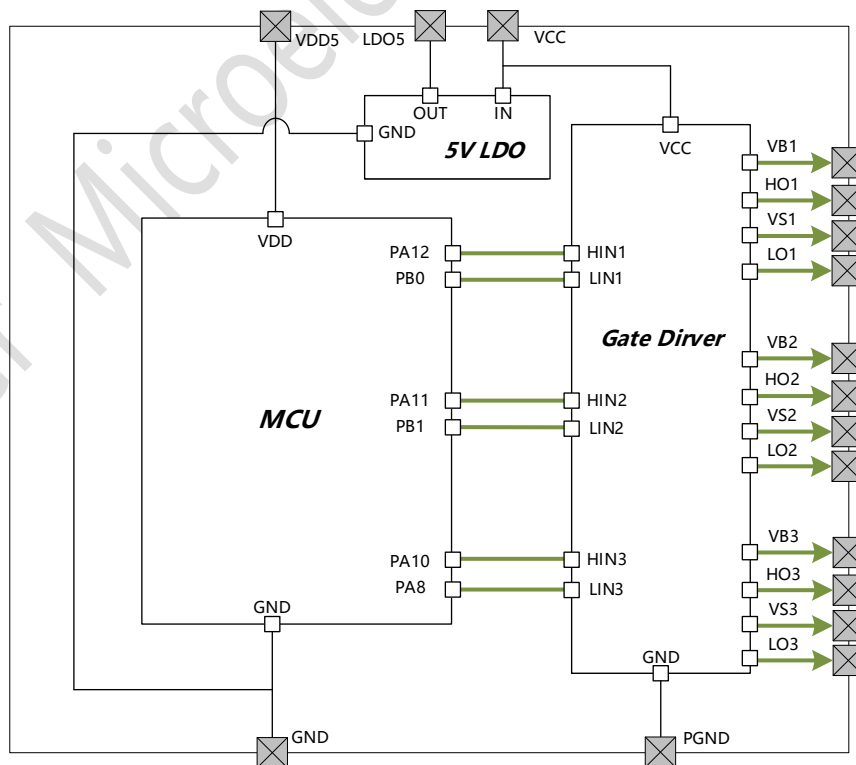 VDD5
LDO5
VCC
OUT
IN
GND
5V LDO
VCC
VB1
HO1
VS1
LO1
VDD
PA12
HIN1
PB0
LIN1
Gate Dirver
VB2
HO2
VS2
LO2
MCU
PA11
HIN2
PB1
LIN2
PA10
HIN3
PA8
LIN3
VB3
HO3
VS3
LO3
GND
GND
GND
PGND
Microel